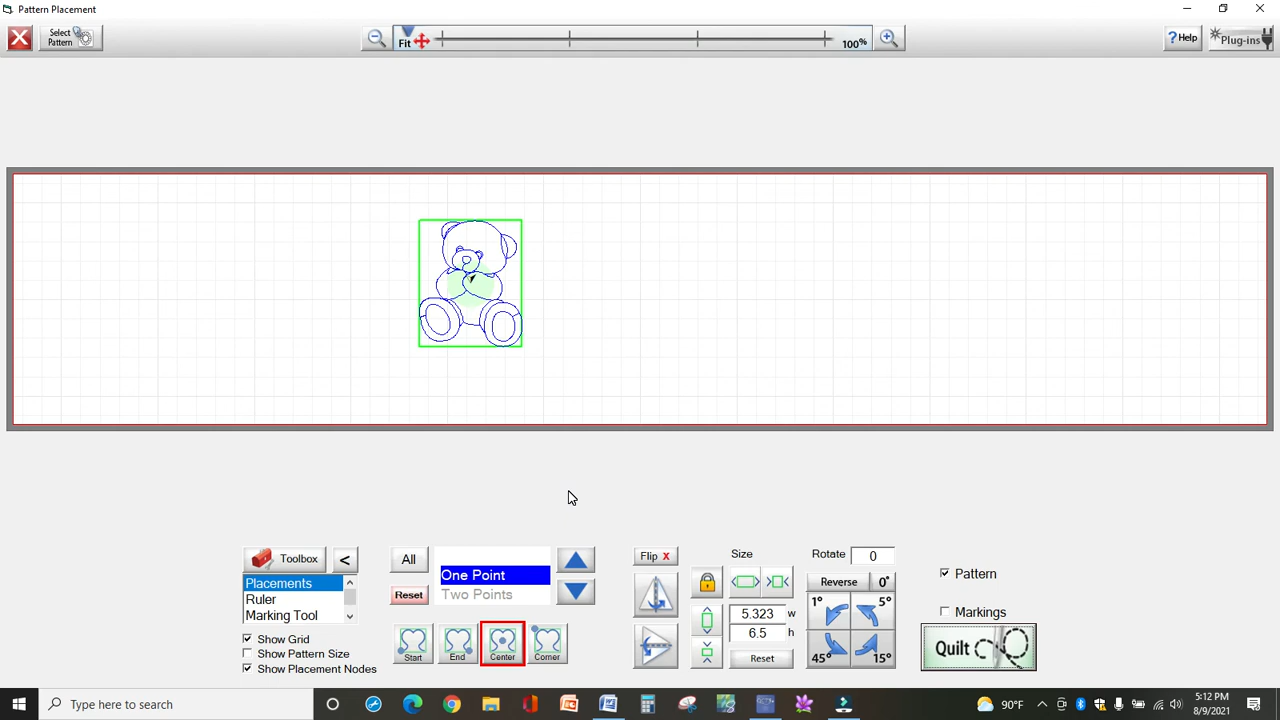 Pattern Placement
Select
Pattern
Fit
100%
?Help
Plug-ins
Toolbox
<
All
Placements
Ruler
Marking Tool
One Point
Two Points
Reset
Show Grid
Show Pattern Size
Show Placement Nodes
Start
End
Center
Corner
Flip X
Size
5.323 w
6.5 h
Reset
Rotate 0
Reverse 0°
1° 5°
45° 15°
Pattern
Markings
Quilt
Type here to search
90°F
5:12 PM
8/9/2021